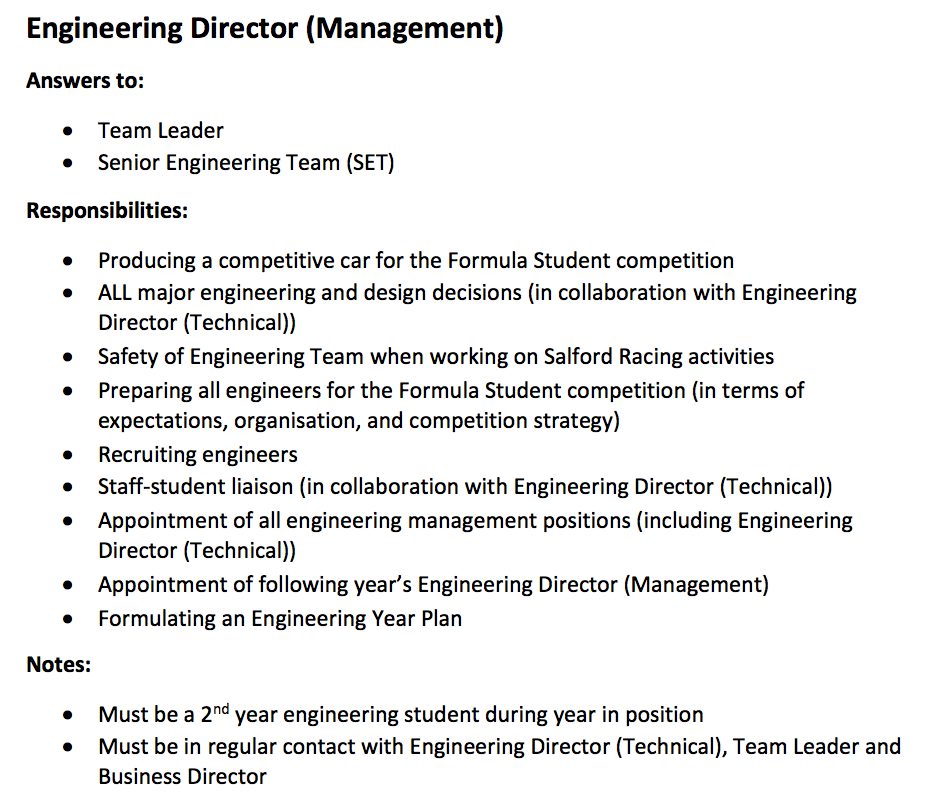 Engineering Director (Management)
Answers to:
• Team Leader
• Senior Engineering Team (SET)
Responsibilities:
• Producing a competitive car for the Formula Student competition
• ALL major engineering and design decisions (in collaboration with Engineering
Director (Technical))
• Safety of Engineering Team when working on Salford Racing activities
• Preparing all engineers for the Formula Student competition (in terms of
expectations, organisation, and competition strategy)
• Recruiting engineers
• Staff-student liaison (in collaboration with Engineering Director (Technical))
• Appointment of all engineering management positions (including Engineering
Director (Technical))
• Appointment of following year’s Engineering Director (Management)
• Formulating an Engineering Year Plan
Notes:
• Must be a 2nd year engineering student during year in position
• Must be in regular contact with Engineering Director (Technical), Team Leader and
Business Director